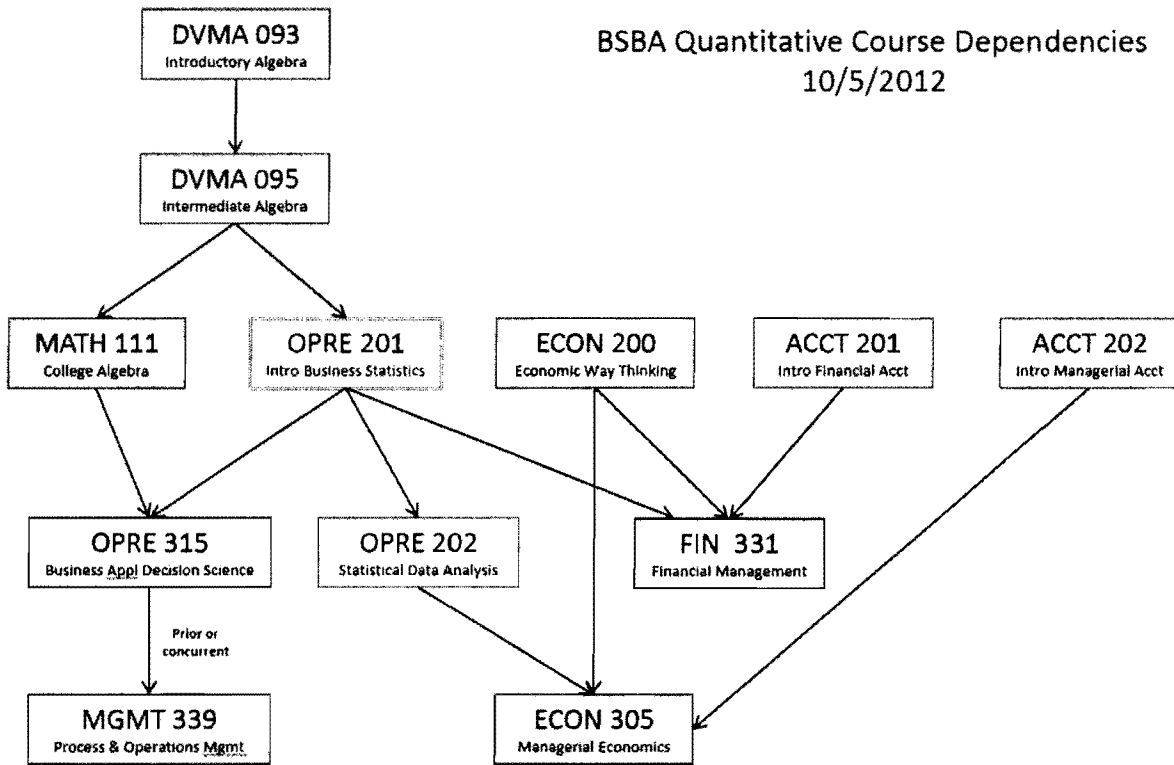 DVMA 093
Introductory Algebra
BSBA Quantitative Course Dependencies
10/5/2012
DVMA 095
Intermediate Algebra
MATH 111
College Algebra
OPRE 201
Intro Business Statistics
ECON 200
Economic Way Thinking
ACCT 201
Intro Financial Acct
ACCT 202
Intro Managerial Acct
OPRE 315
Business Appl Decision Science
OPRE 202
Statistical Data Analysis
FIN 331
Financial Management
Prior or
concurrent
MGMT 339
Process & Operations Mgmt
ECON 305
Managerial Economics